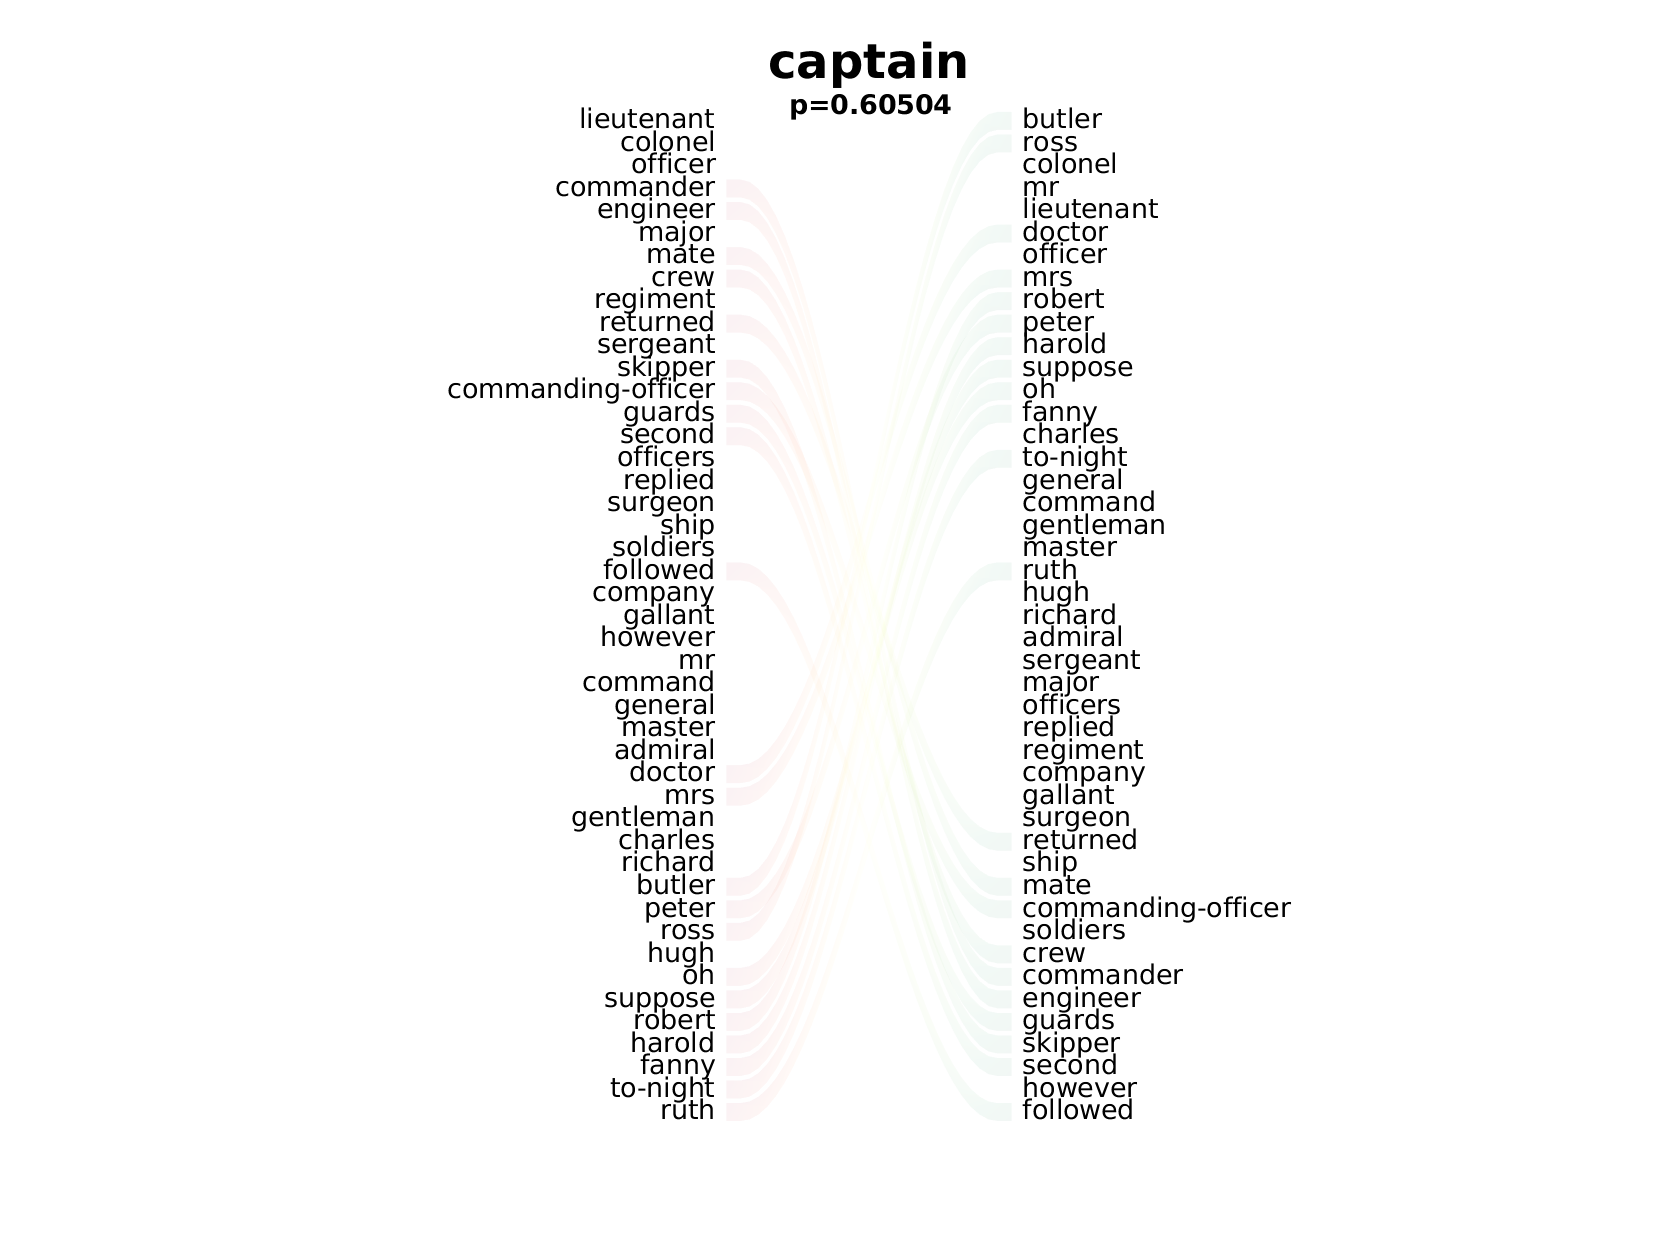 captain
p=0.60504
lieutenant butler
colonel ross
officer colonel
commander mr
engineer lieutenant
major doctor
mate officer
crew mrs
regiment robert
returned peter
sergeant harold
skipper suppose
commanding-officer oh
guards fanny
second charles
officers to-night
replied general
surgeon command
ship gentleman
soldiers master
followed ruth
company hugh
gallant richard
however admiral
mr sergeant
command major
general officers
master replied
admiral regiment
doctor company
mrs gallant
gentleman surgeon
charles returned
richard ship
butler mate
peter commanding-officer
ross soldiers
hugh crew
oh commander
suppose engineer
robert guards
harold skipper
fanny second
to-night however
ruth followed